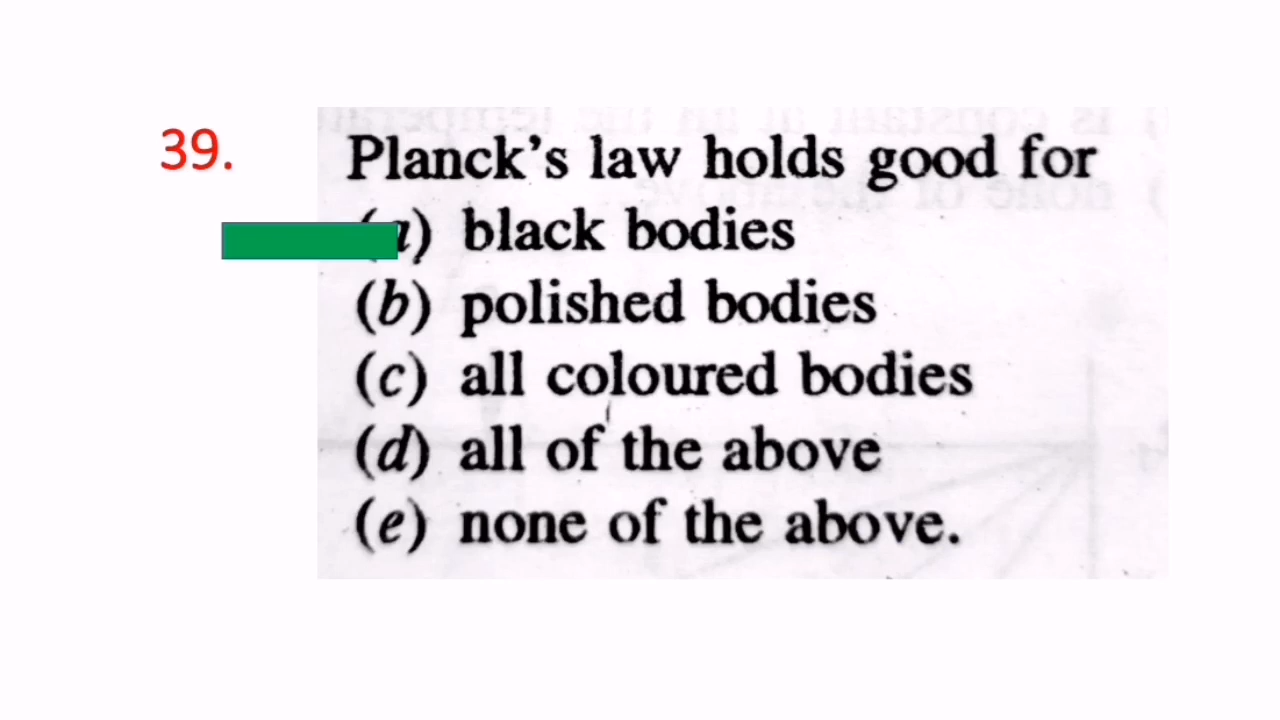 39. Planck's law holds good for
(a) black bodies
(b) polished bodies
(c) all coloured bodies
(d) all of the above
(e) none of the above.